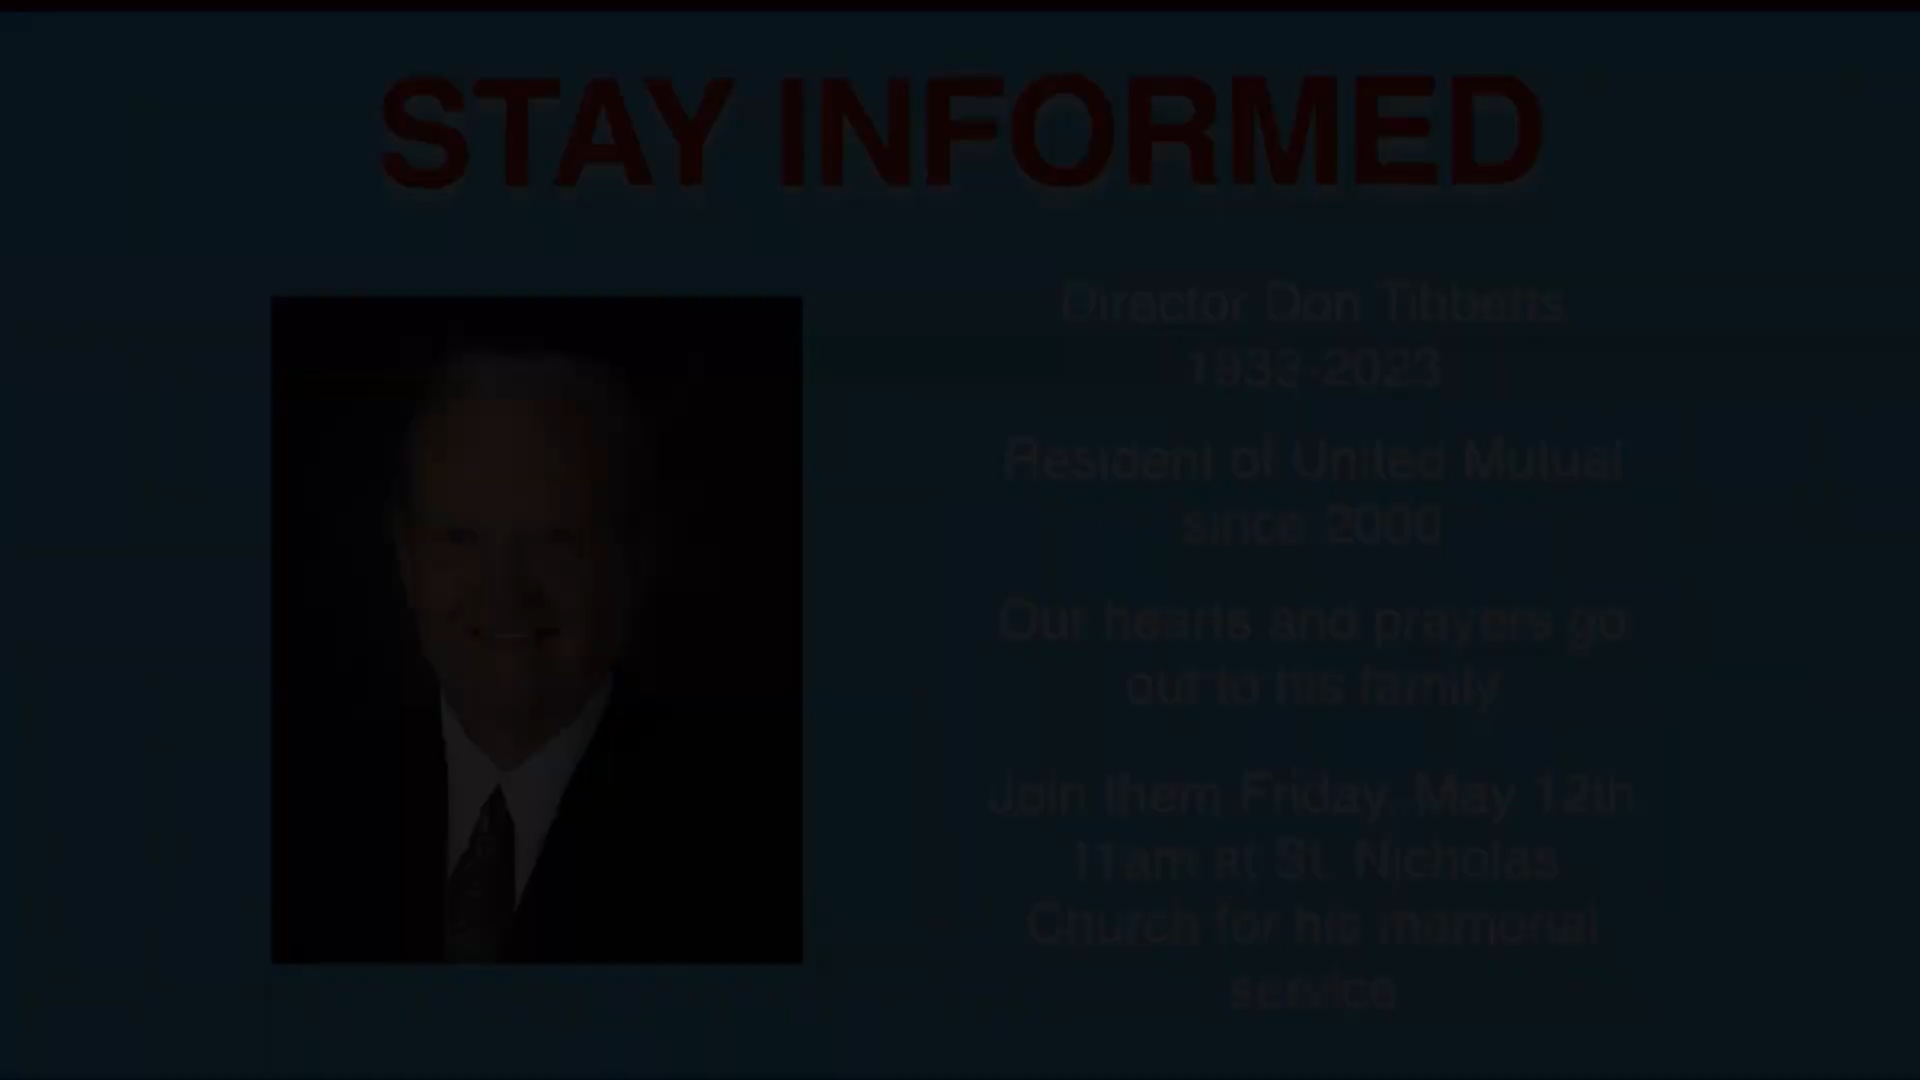 STAY INFORMED
Director Don Tibbetts
1933-2023
Resident of United Mutual
since 2000
Our hearts and prayers go
out to his family
Join them Friday, May 12th
11am at St. Nicholas
Church for his memorial
service